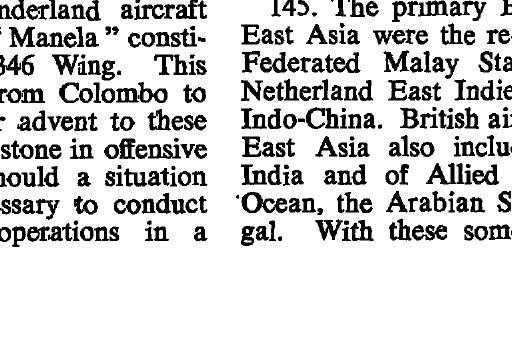 nderland aircraft
" Manela " consti-
346 Wing. This
rom Colombo to
advent to these
stone in offensive
hould a situation
ssary to conduct
operations in a
145. The primary
East Asia were the re-
Federated Malay Sta
Netherland East Indie
Indo-China. British ai
East Asia also inclu
India and of Allied
Ocean, the Arabian S
gal. With these som